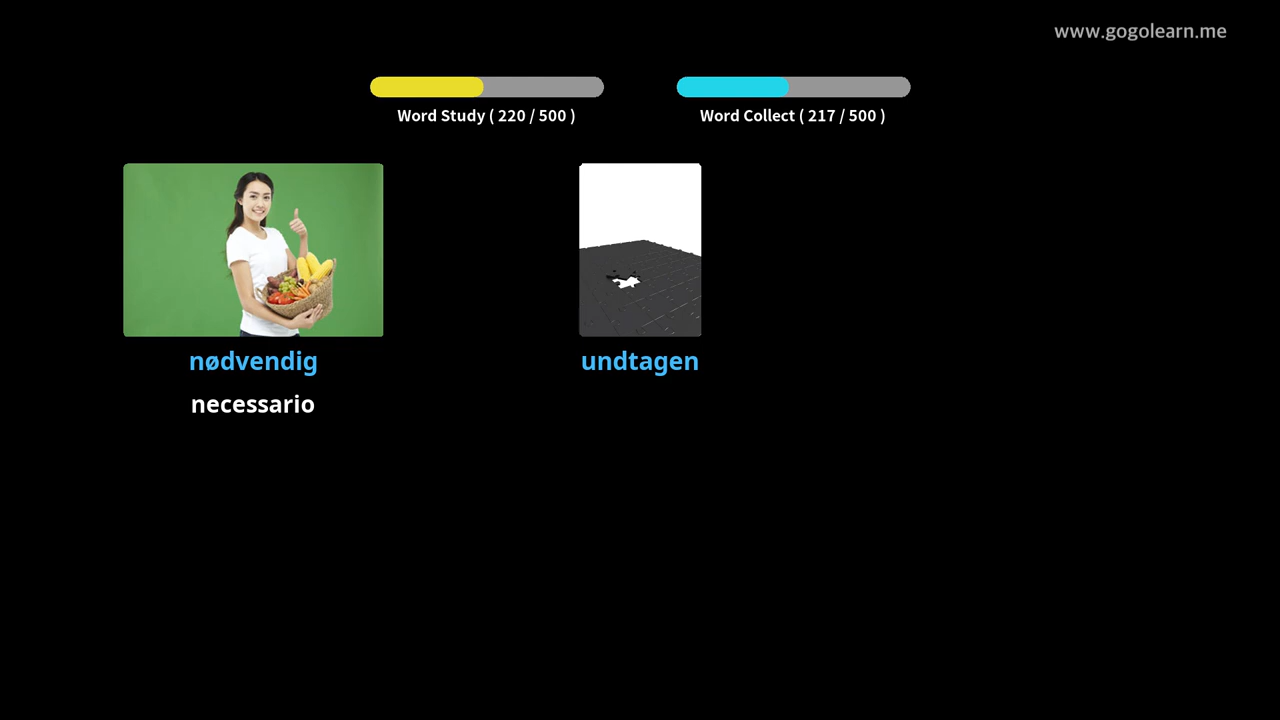 www.gogolearn.me
Word Study ( 220 / 500 )
Word Collect ( 217 / 500 )
nødvendig
undtagen
necessario